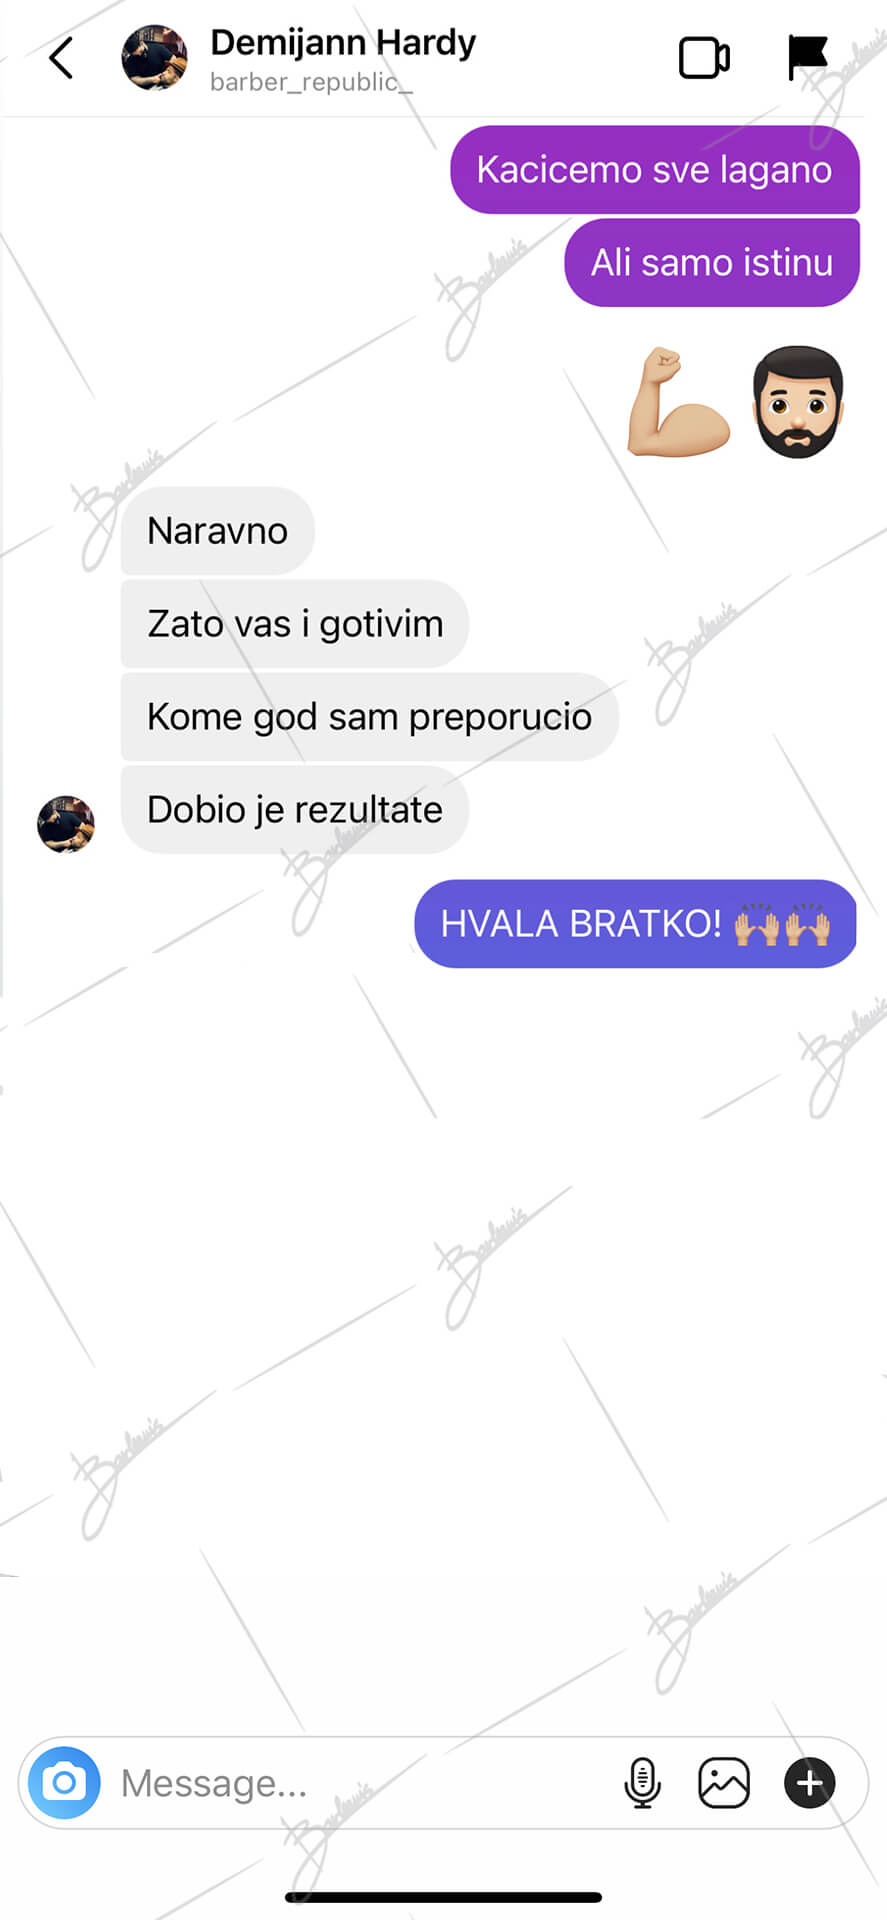 Demijann Hardy
barber_republic_
Kacicemo sve lagano
Ali samo istinu
💪🏼🧔🏻
Naravno
Zato vas i gotivim
Kome god sam preporucio
Dobio je rezultate
HVALA BRATKO! 🙌🏼🙌🏼
Message...